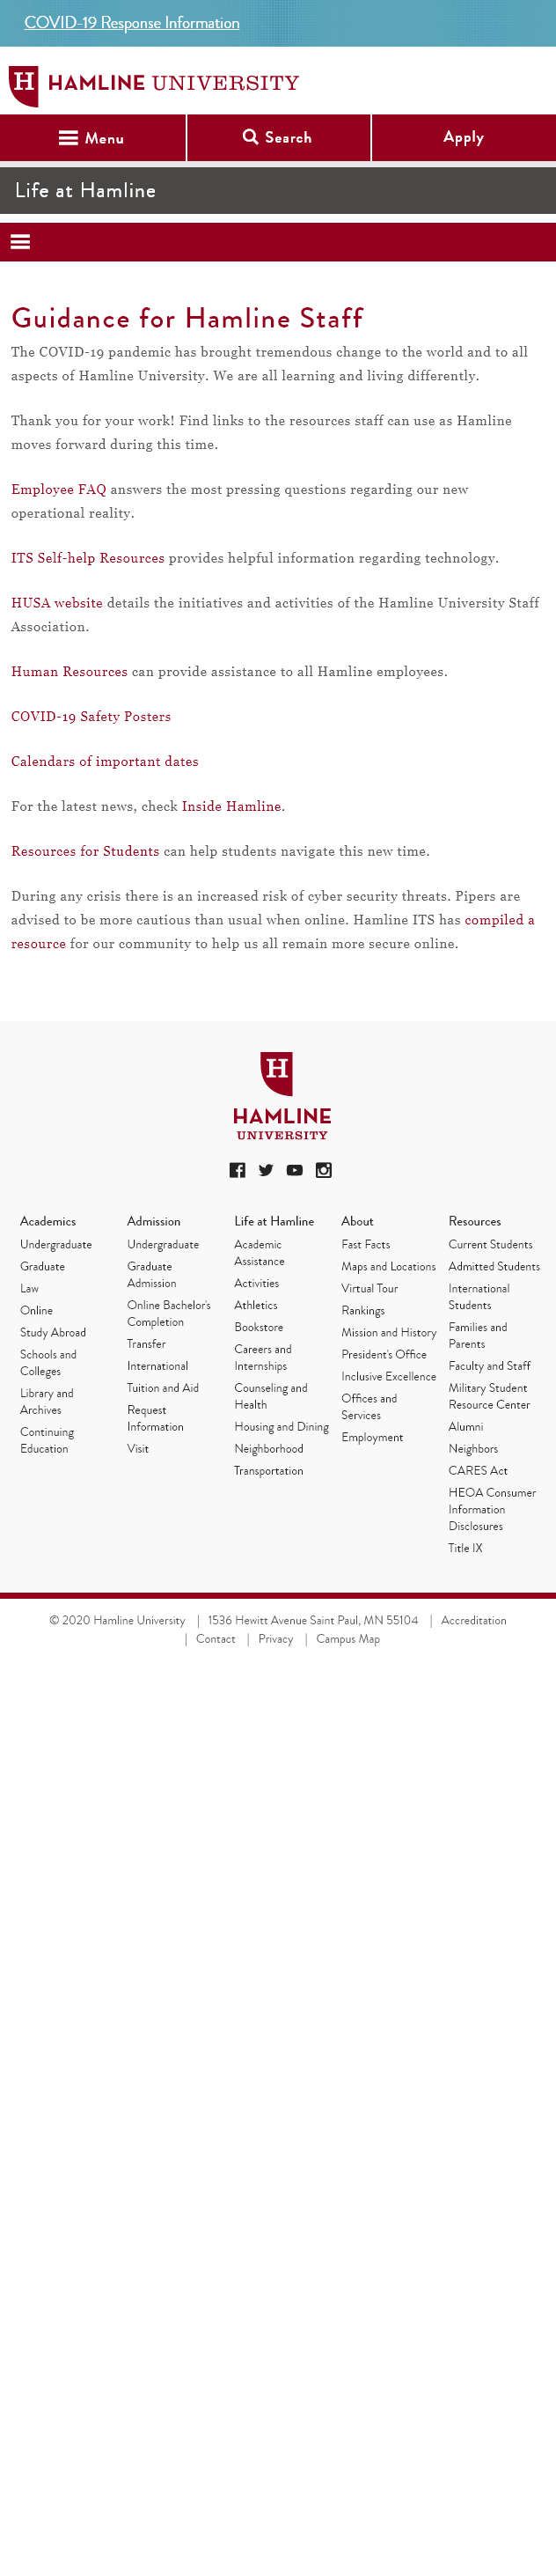 COVID-19 Response Information
H HAMLINE UNIVERSITY
Menu
Search
Apply
Life at Hamline
Guidance for Hamline Staff
The COVID-19 pandemic has brought tremendous change to the world and to all
aspects of Hamline University. We are all learning and living differently.
Thank you for your work! Find links to the resources staff can use as Hamline
moves forward during this time.
Employee FAQ answers the most pressing questions regarding our new
operational reality.
ITS Self-help Resources provides helpful information regarding technology.
HUSA website details the initiatives and activities of the Hamline University Staff
Association.
Human Resources can provide assistance to all Hamline employees.
COVID-19 Safety Posters
Calendars of important dates
For the latest news, check Inside Hamline.
Resources for Students can help students navigate this new time.
During any crisis there is an increased risk of cyber security threats. Pipers are
advised to be more cautious than usual when online. Hamline ITS has compiled a
resource for our community to help us all remain more secure online.
H
HAMLINE
UNIVERSITY
Academics
Undergraduate
Graduate
Law
Online
Study Abroad
Schools and
Colleges
Library and
Archives
Continuing
Education
Admission
Undergraduate
Graduate
Admission
Online Bachelor's
Completion
Transfer
International
Tuition and Aid
Request
Information
Visit
Life at Hamline
Academic
Assistance
Activities
Athletics
Bookstore
Careers and
Internships
Counseling and
Health
Housing and Dining
Neighborhood
Transportation
About
Fast Facts
Maps and Locations
Virtual Tour
Rankings
Mission and History
President's Office
Inclusive Excellence
Offices and
Services
Employment
Resources
Current Students
Admitted Students
International
Students
Families and
Parents
Faculty and Staff
Military Student
Resource Center
Alumni
Neighbors
CARES Act
HEOA Consumer
Information
Disclosures
Title IX
© 2020 Hamline University | 1536 Hewitt Avenue Saint Paul, MN 55104 | Accreditation
| Contact | Privacy | Campus Map